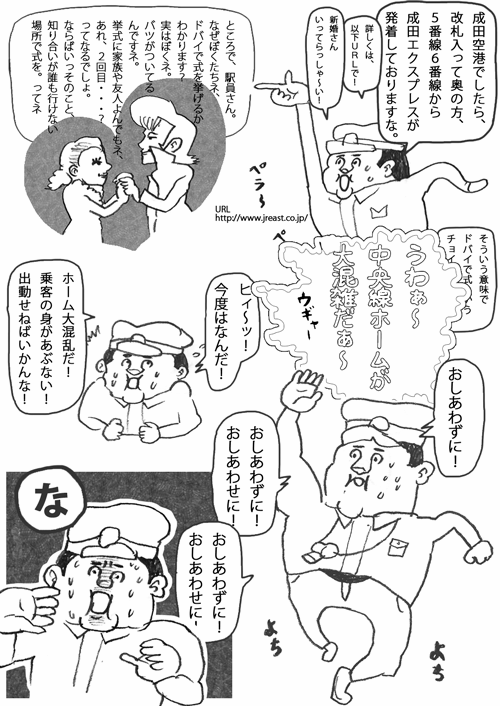 成田空港でしたら、
改札入って奥の方、
5番線6番線から
成田エクスプレスが
発着しておりますな。
詳しくは、
以下URLで!
新婚さん
いってらっしゃ〜い!
ところで、駅員さん。
なぜぼくたちネ、
ドバイで式を挙げるか
わかります?
実はぼくネ、
バツがついてる
んですネ。
挙式に家族や友人よんでもネ、
あれ、2回目・・・?
ってなるでしょ。
ならばいっそのこと、
知り合いが誰も行けない
場所で式を。ってネ
ペラ〜
URL
http://www.jreast.co.jp/
そういう意味で
ドバイで式
チョイ
ペ
うわぁ〜
中央線ホームが
大混雑だぁ〜
ウギャー
ヒィ〜ッ!
今度はなんだ!
ホーム大混乱だ!
乗客の身があぶない!
出動せねばいかんな!
おしあわずに!
おしあわずに!
おしあわせに!
よち
よち
な
おしあわずに!
おしあわせに!